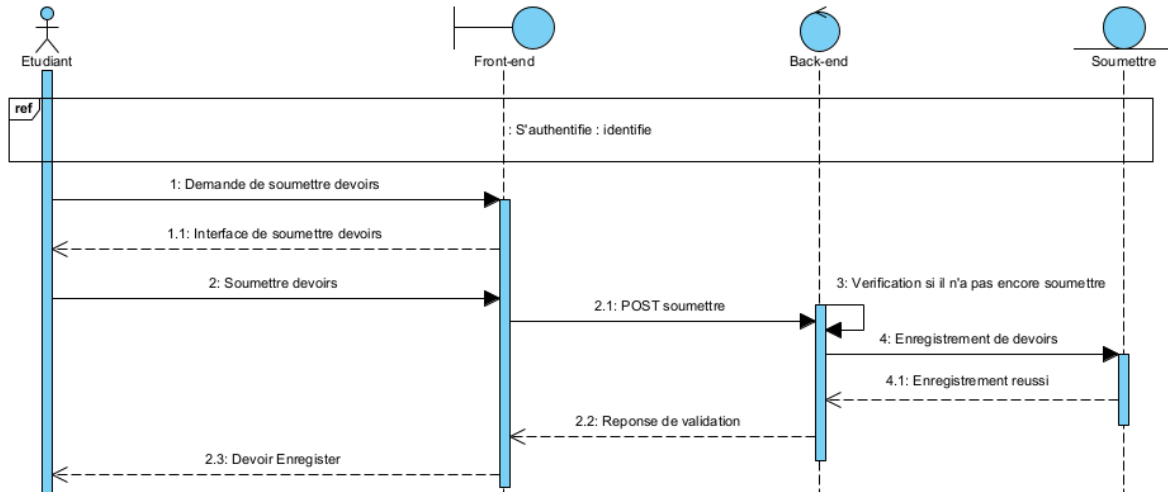 Etudiant
Front-end
Back-end
Soumettre
ref
: S'authentifie : identifie
1: Demande de soumettre devoirs
1.1: Interface de soumettre devoirs
2: Soumettre devoirs
3: Verification si il n'a pas encore soumettre
2.1: POST soumettre
4: Enregistrement de devoirs
4.1: Enregistrement reussi
2.2: Reponse de validation
2.3: Devoir Enregister